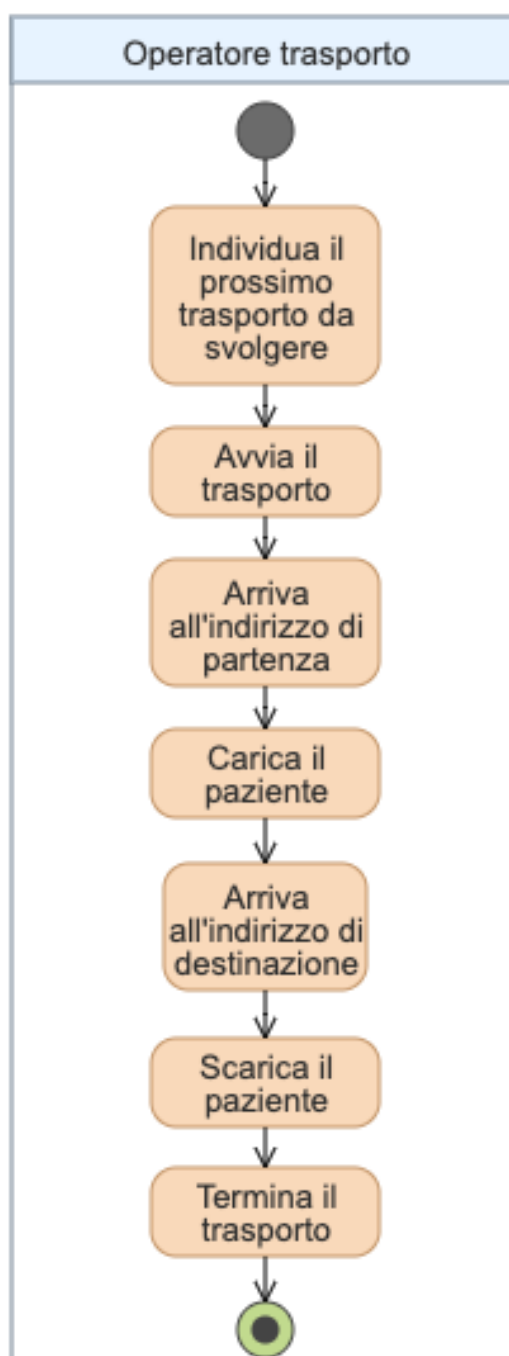 Operatore trasporto
Individua il
prossimo
trasporto da
svolgere
Avvia il
trasporto
Arriva
all'indirizzo di
partenza
Carica il
paziente
Arriva
all'indirizzo di
destinazione
Scarica il
paziente
Termina il
trasporto